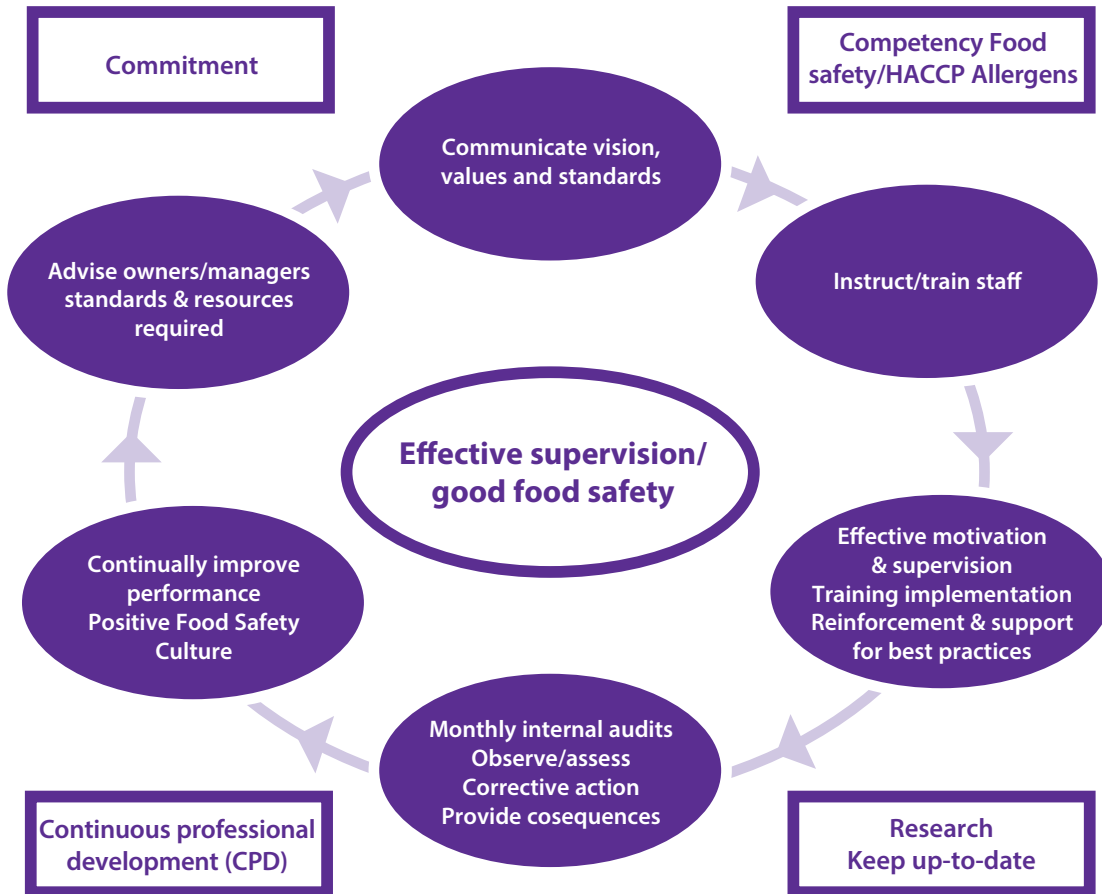 Commitment
Competency Food
safety/HACCP Allergens
Communicate vision,
values and standards
Advise owners/managers
standards & resources
required
Instruct/train staff
Effective supervision/
good food safety
Continually improve
performance
Positive Food Safety
Culture
Effective motivation
& supervision
Training implementation
Reinforcement & support
for best practices
Monthly internal audits
Observe/assess
Corrective action
Provide cosequences
Continuous professional
development (CPD)
Research
Keep up-to-date